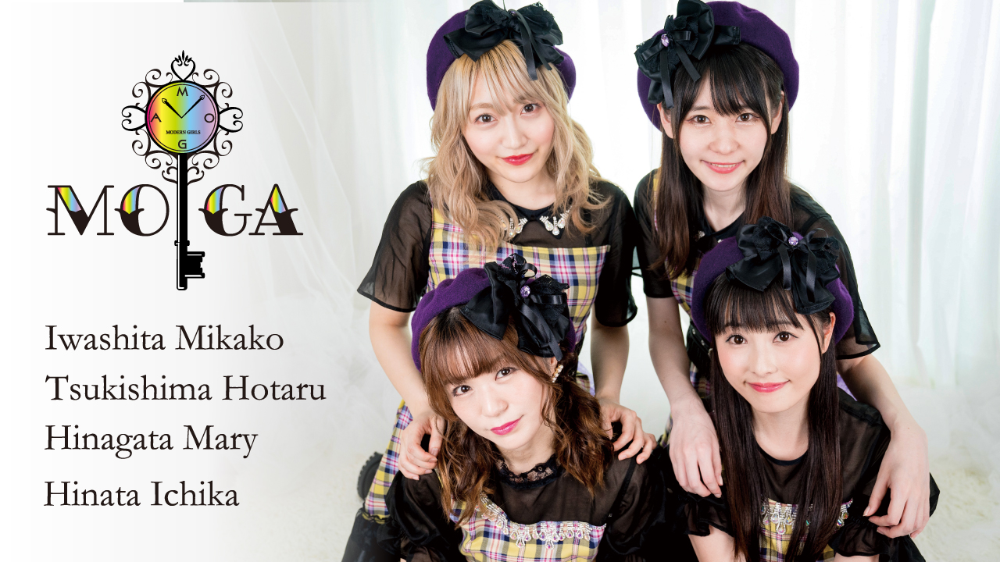 M
A O
MODERN GIRLS
G
MOGA
Iwashita Mikako
Tsukishima Hotaru
Hinagata Mary
Hinata Ichika